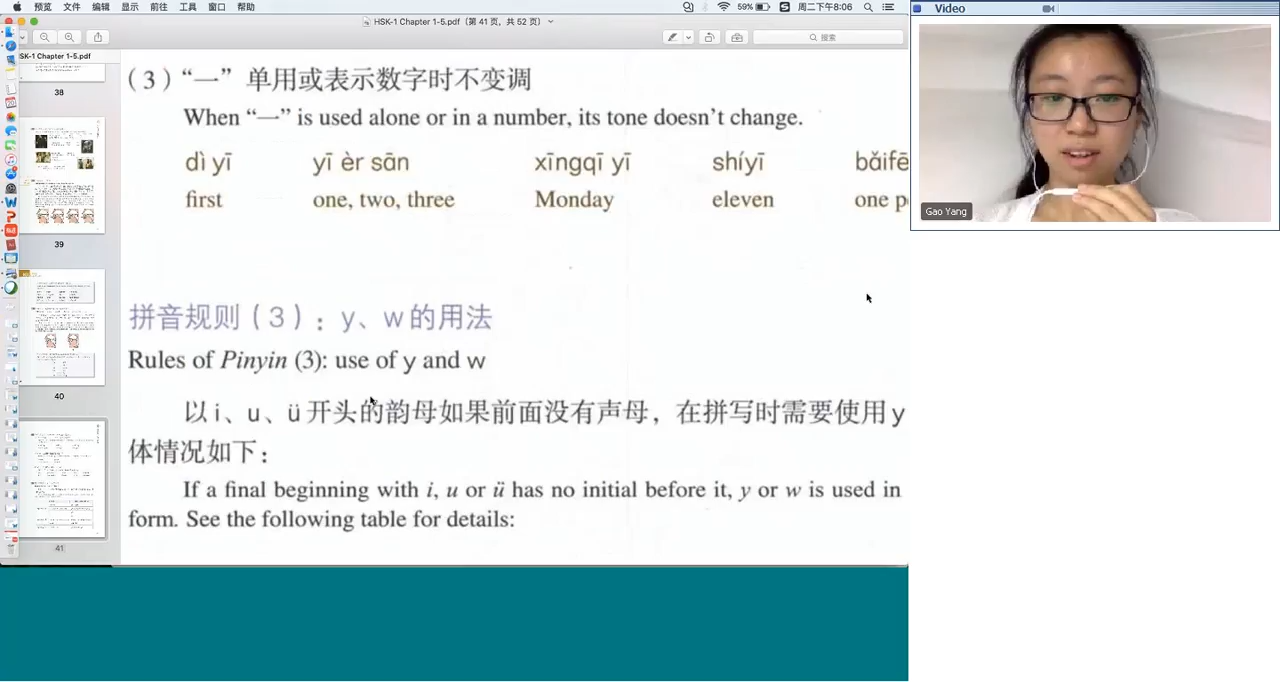 预览 文件 编辑 显示 前往 工具 窗口 帮助 59% 周二下午8:06
HSK-1 Chapter 1-5.pdf（第 41 页，共 52 页）
搜索
SK-1 Chapter 1-5.pdf
38
39
40
41
（3）“一” 单用或表示数字时不变调
When “一” is used alone or in a number, its tone doesn’t change.
dì yī yī èr sān xīngqī yī shíyī bǎifē
first one, two, three Monday eleven one p
拼音规则（3）：y、w的用法
Rules of Pinyin (3): use of y and w
以 i、u、ü 开头的韵母如果前面没有声母，在拼写时需要使用 y
体情况如下：
If a final beginning with i, u or ü has no initial before it, y or w is used in
form. See the following table for details:
Video
Gao Yang